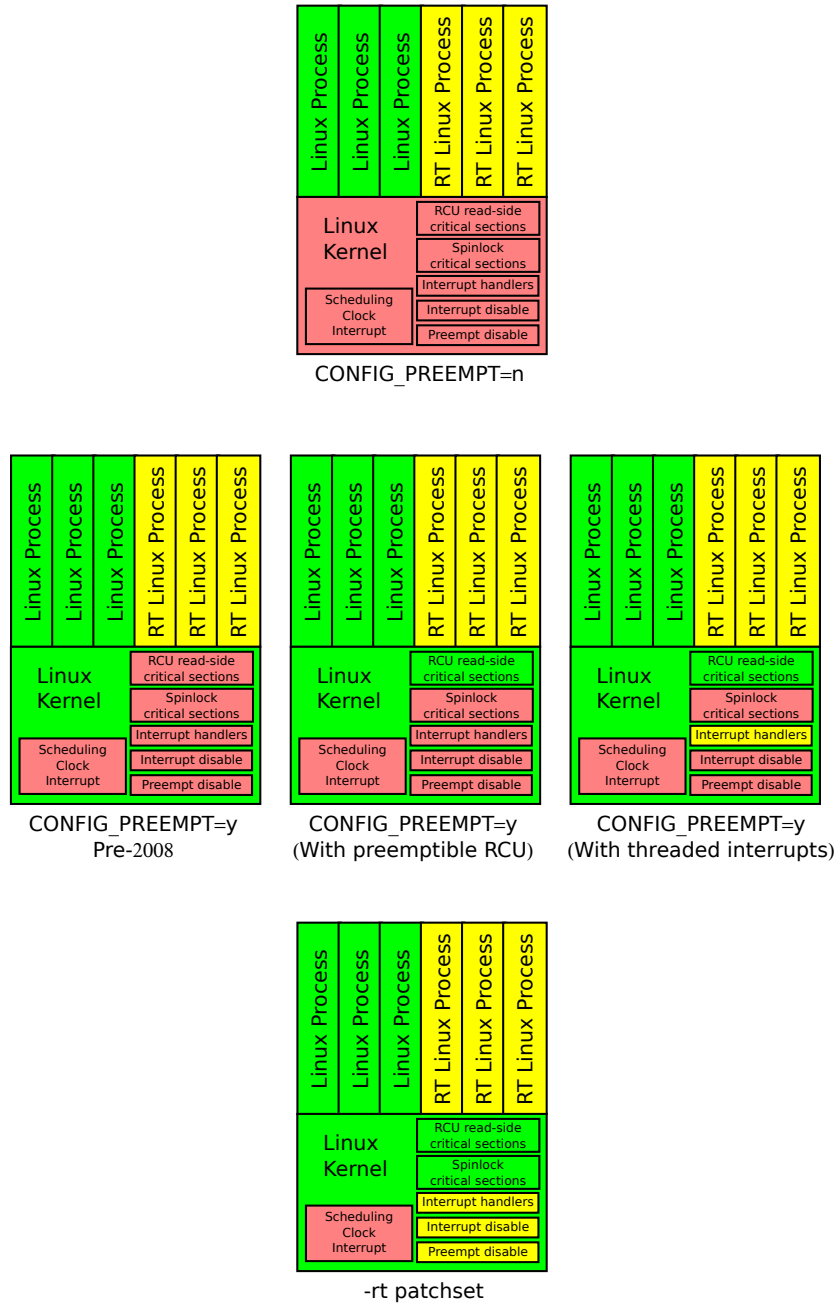 Linux Process
Linux Process
Linux Process
RT Linux Process
RT Linux Process
RT Linux Process
Linux
Kernel
RCU read-side
critical sections
Spinlock
critical sections
Interrupt handlers
Scheduling
Clock
Interrupt
Interrupt disable
Preempt disable
CONFIG_PREEMPT=n
Linux Process
Linux Process
Linux Process
RT Linux Process
RT Linux Process
RT Linux Process
Linux
Kernel
RCU read-side
critical sections
Spinlock
critical sections
Interrupt handlers
Scheduling
Clock
Interrupt
Interrupt disable
Preempt disable
CONFIG_PREEMPT=y
Pre-2008
Linux Process
Linux Process
Linux Process
RT Linux Process
RT Linux Process
RT Linux Process
Linux
Kernel
RCU read-side
critical sections
Spinlock
critical sections
Interrupt handlers
Scheduling
Clock
Interrupt
Interrupt disable
Preempt disable
CONFIG_PREEMPT=y
(With preemptible RCU)
Linux Process
Linux Process
Linux Process
RT Linux Process
RT Linux Process
RT Linux Process
Linux
Kernel
RCU read-side
critical sections
Spinlock
critical sections
Interrupt handlers
Scheduling
Clock
Interrupt
Interrupt disable
Preempt disable
CONFIG_PREEMPT=y
(With threaded interrupts)
Linux Process
Linux Process
Linux Process
RT Linux Process
RT Linux Process
RT Linux Process
Linux
Kernel
RCU read-side
critical sections
Spinlock
critical sections
Interrupt handlers
Scheduling
Clock
Interrupt
Interrupt disable
Preempt disable
-rt patchset